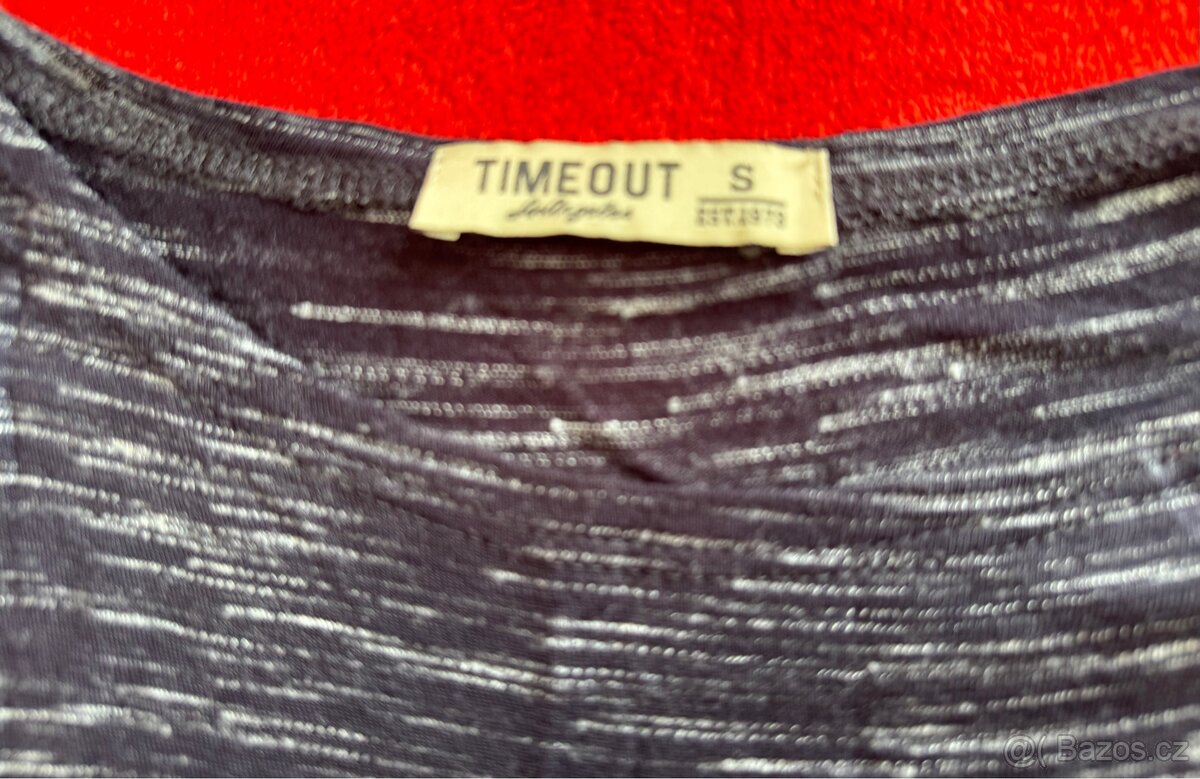 TIMEOUT
S
EST.1973
@( Bazos.cz